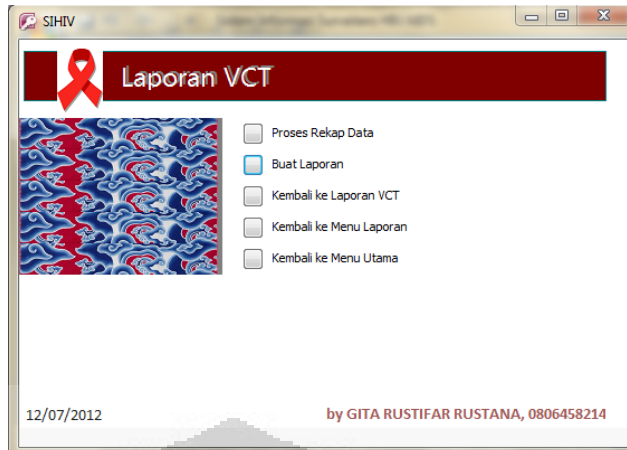 SIHIV
Laporan VCT
Proses Rekap Data
Buat Laporan
Kembali ke Laporan VCT
Kembali ke Menu Laporan
Kembali ke Menu Utama
12/07/2012
by GITA RUSTIFAR RUSTANA, 0806458214